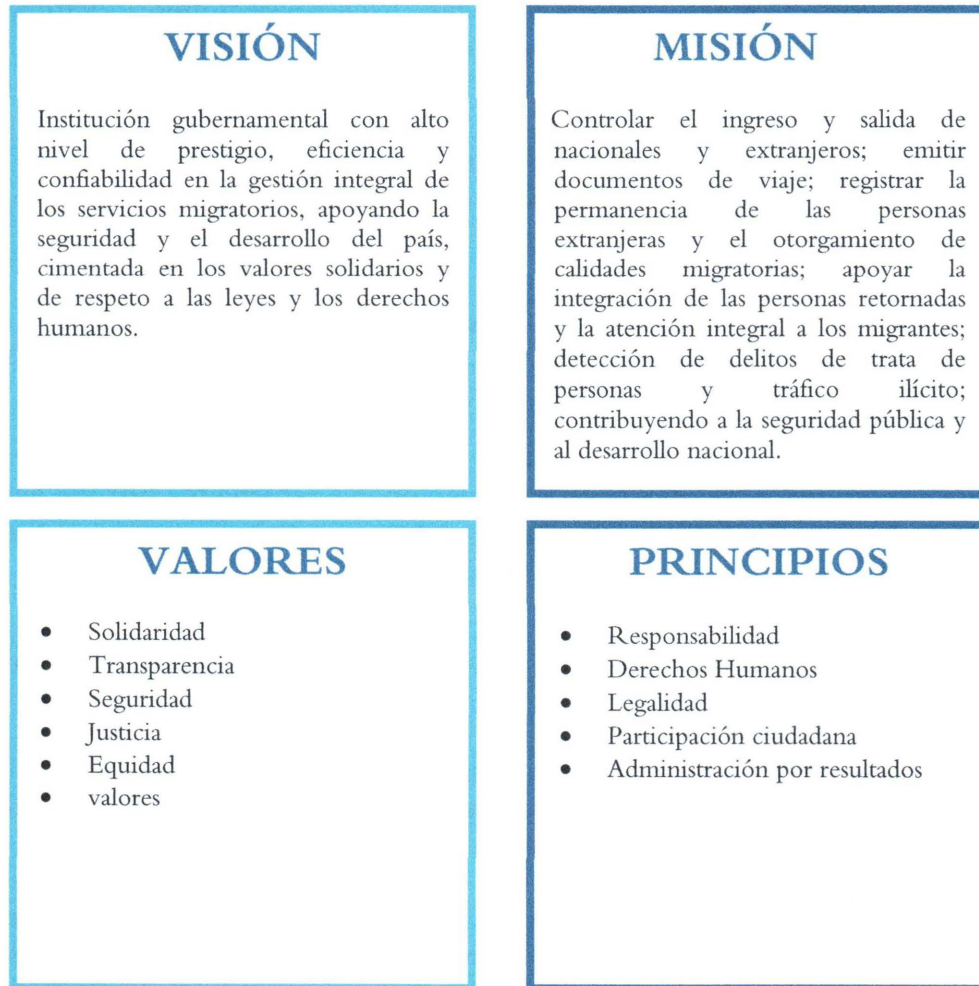 VISIÓN
Institución gubernamental con alto
nivel de prestigio, eficiencia y
confiabilidad en la gestión integral de
los servicios migratorios, apoyando la
seguridad y el desarrollo del país,
cimentada en los valores solidarios y
de respeto a las leyes y los derechos
humanos.
MISIÓN
Controlar el ingreso y salida de
nacionales y extranjeros; emitir
documentos de viaje; registrar la
permanencia de las personas
extranjeras y el otorgamiento de
calidades migratorias; apoyar la
integración de las personas retornadas
y la atención integral a los migrantes;
detección de delitos de trata de
personas y tráfico ilícito;
contribuyendo a la seguridad pública y
al desarrollo nacional.
VALORES
• Solidaridad
• Transparencia
• Seguridad
• Justicia
• Equidad
• valores
PRINCIPIOS
• Responsabilidad
• Derechos Humanos
• Legalidad
• Participación ciudadana
• Administración por resultados